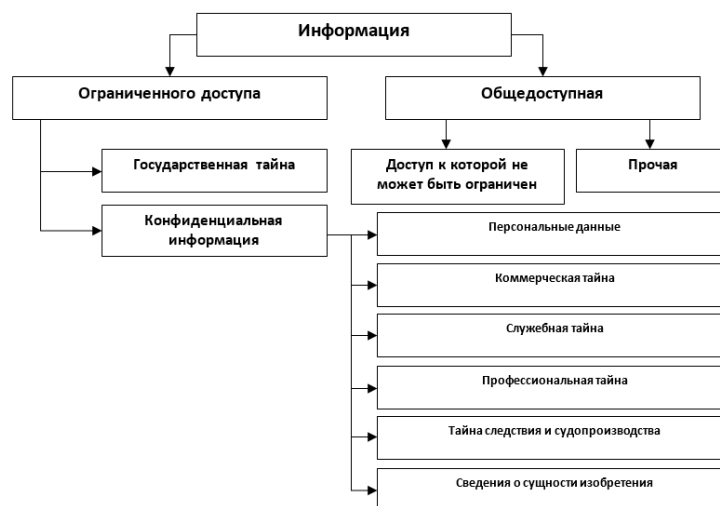 Информация
Ограниченного доступа
Общедоступная
Государственная тайна
Доступ к которой не
может быть ограничен
Прочая
Конфиденциальная
информация
Персональные данные
Коммерческая тайна
Служебная тайна
Профессиональная тайна
Тайна следствия и судопроизводства
Сведения о сущности изобретения